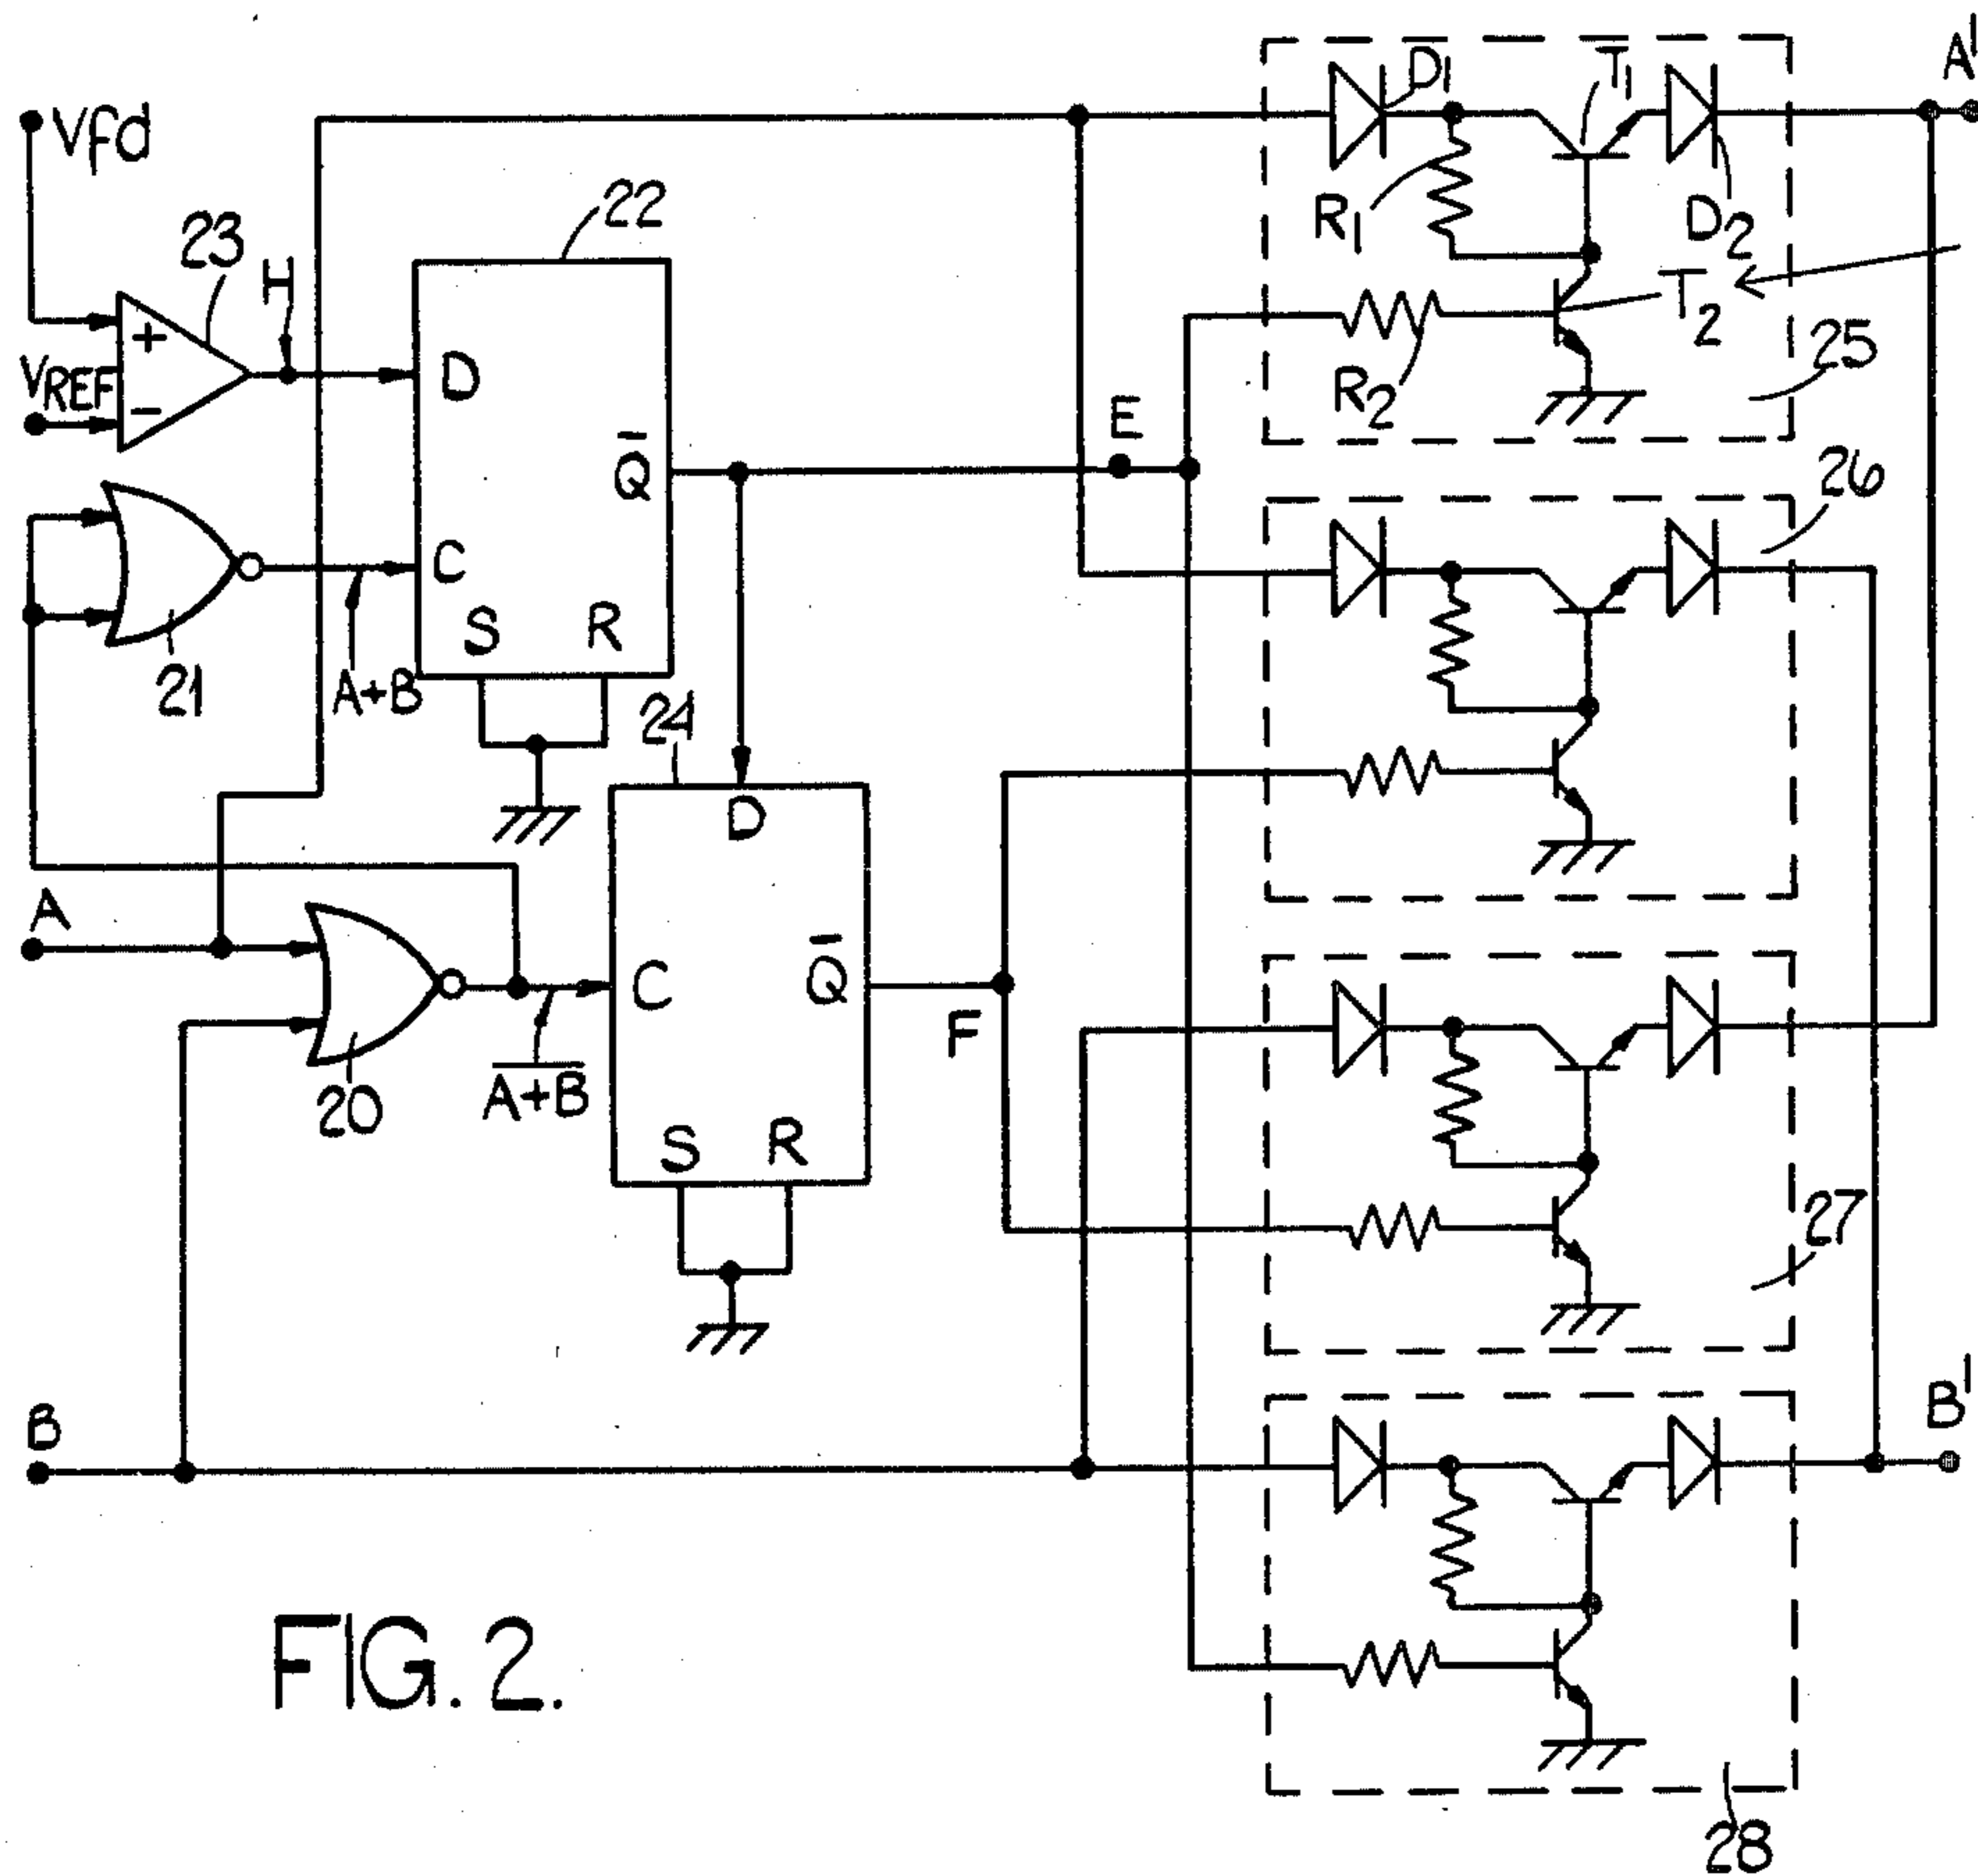 A'
D1
T1
Vfd
22
R1
D2
23
H
T2
+
VREF
-
D
R2
25
E
Q̅
26
C
S
R
21
A+B
24
D
A
C
Q̅
F
20
A+B̅
S
R
27
B
B'
FIG. 2.
28